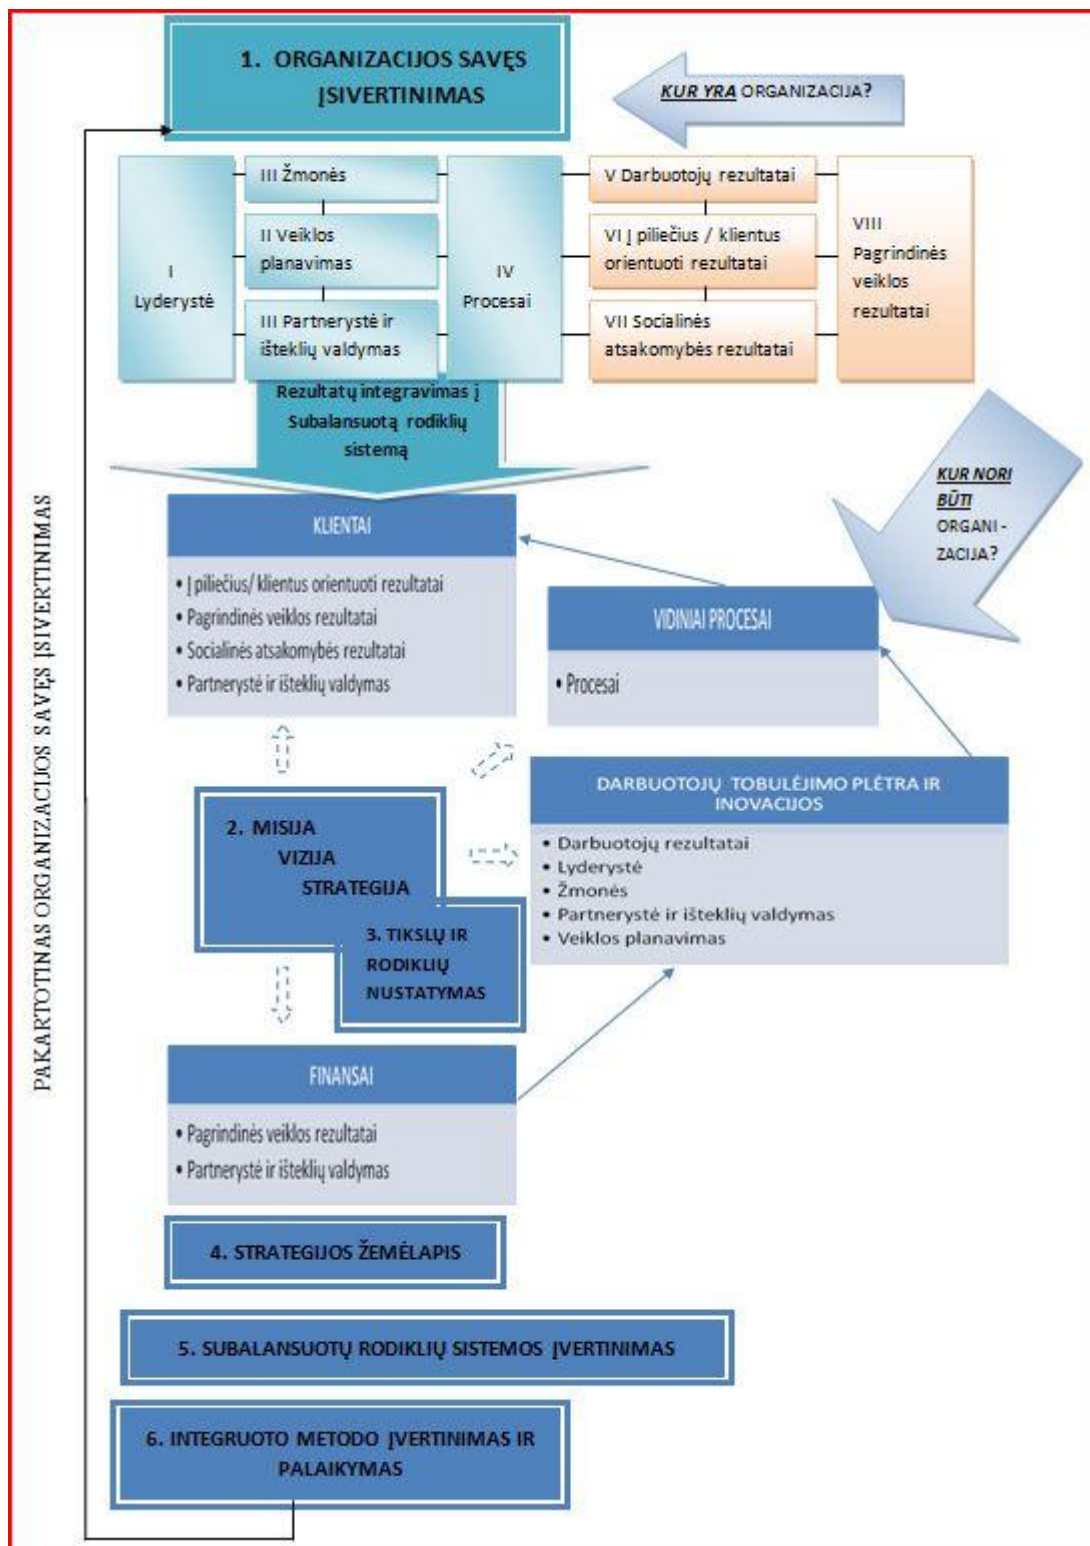 1. ORGANIZACIJOS SAVĘS
ĮSIVERTINIMAS
KUR YRA ORGANIZACIJA?
I
Lyderystė
III Žmonės
II Veiklos
planavimas
III Partnerystė ir
išteklių valdymas
IV
Procesai
V Darbuotojų rezultatai
VI Į piliečius / klientus
orientuoti rezultatai
VII Socialinės
atsakomybės rezultatai
VIII
Pagrindinės
veiklos
rezultatai
Rezultatų integravimas į
Subalansuotą rodiklių
sistemą
KUR NORI
BŪTI
ORGANI -
ZACIJA?
PAKARTOTINAS ORGANIZACIJOS SAVĘS ĮSIVERTINIMAS
KLIENTAI
• Į piliečius/ klientus orientuoti rezultatai
• Pagrindinės veiklos rezultatai
• Socialinės atsakomybės rezultatai
• Partnerystė ir išteklių valdymas
VIDINIAI PROCESAI
• Procesai
DARBUOTOJŲ TOBULĖJIMO PLĖTRA IR
INOVACIJOS
• Darbuotojų rezultatai
• Lyderystė
• Žmonės
• Partnerystė ir išteklių valdymas
• Veiklos planavimas
2. MISIJA
VIZIJA
STRATEGIJA
3. TIKSLŲ IR
RODIKLIŲ
NUSTATYMAS
FINANSAI
• Pagrindinės veiklos rezultatai
• Partnerystė ir išteklių valdymas
4. STRATEGIJOS ŽEMĖLAPIS
5. SUBALANSUOTŲ RODIKLIŲ SISTEMOS ĮVERTINIMAS
6. INTEGRUOTO METODO ĮVERTINIMAS IR
PALAIKYMAS